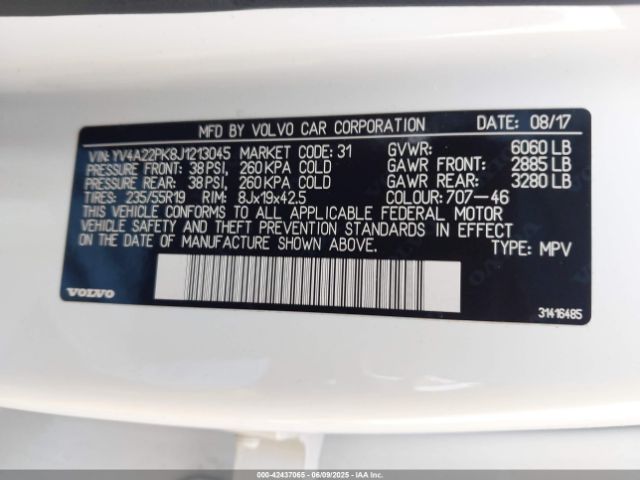 MFD BY VOLVO CAR CORPORATION DATE: 08/17
VIN: YV4A22PK8J1213045 MARKET CODE: 31 GVWR: 6060 LB
PRESSURE FRONT: 38 PSI, 260 KPA COLD GAWR FRONT: 2885 LB
PRESSURE REAR: 38 PSI, 260 KPA COLD GAWR REAR: 3280 LB
TIRES: 235/55R19 RIM: 8Jx19x42.5 COLOUR: 707-46
THIS VEHICLE CONFORMS TO ALL APPLICABLE FEDERAL MOTOR
VEHICLE SAFETY AND THEFT PREVENTION STANDARDS IN EFFECT
ON THE DATE OF MANUFACTURE SHOWN ABOVE. TYPE: MPV
VOLVO 31416485
000-42437065 - 06/09/2025 - IAAI.COM